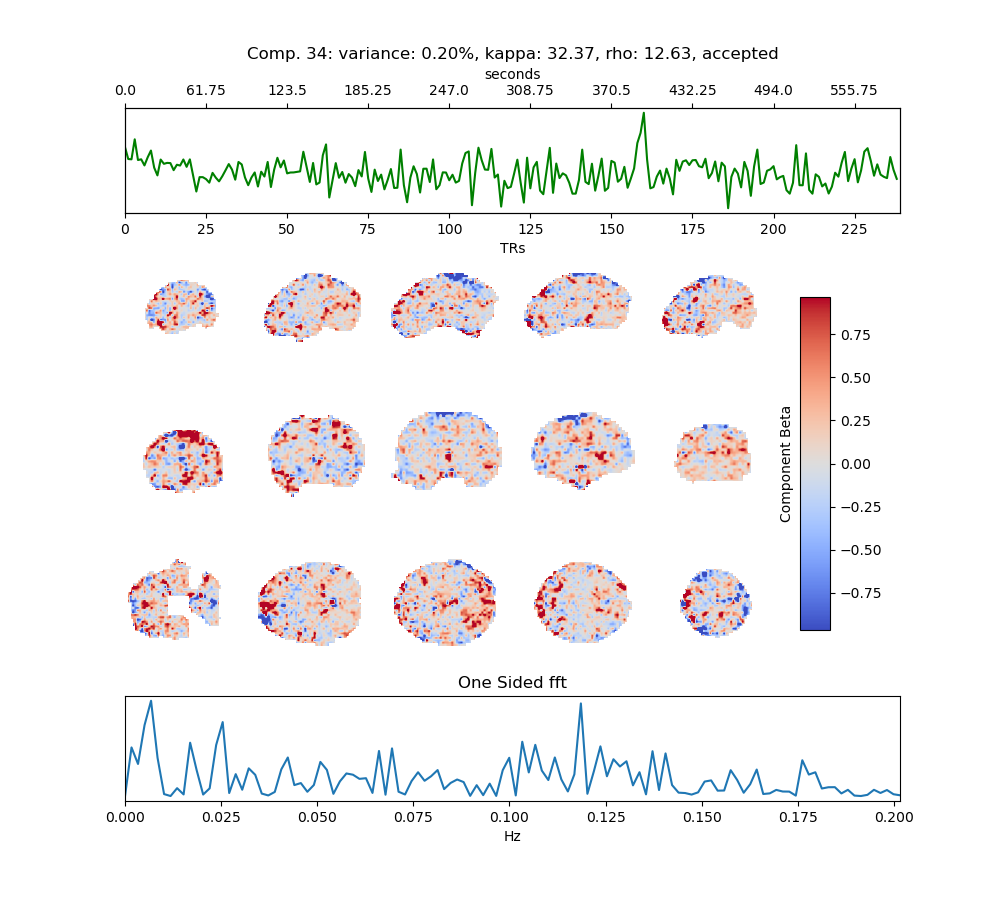 Comp. 34: variance: 0.20%, kappa: 32.37, rho: 12.63, accepted
seconds
0.0 61.75 123.5 185.25 247.0 308.75 370.5 432.25 494.0 555.75
0 25 50 75 100 125 150 175 200 225
TRs
0.75
0.50
0.25
0.00
−0.25
−0.50
−0.75
Component Beta
One Sided fft
0.000 0.025 0.050 0.075 0.100 0.125 0.150 0.175 0.200
Hz